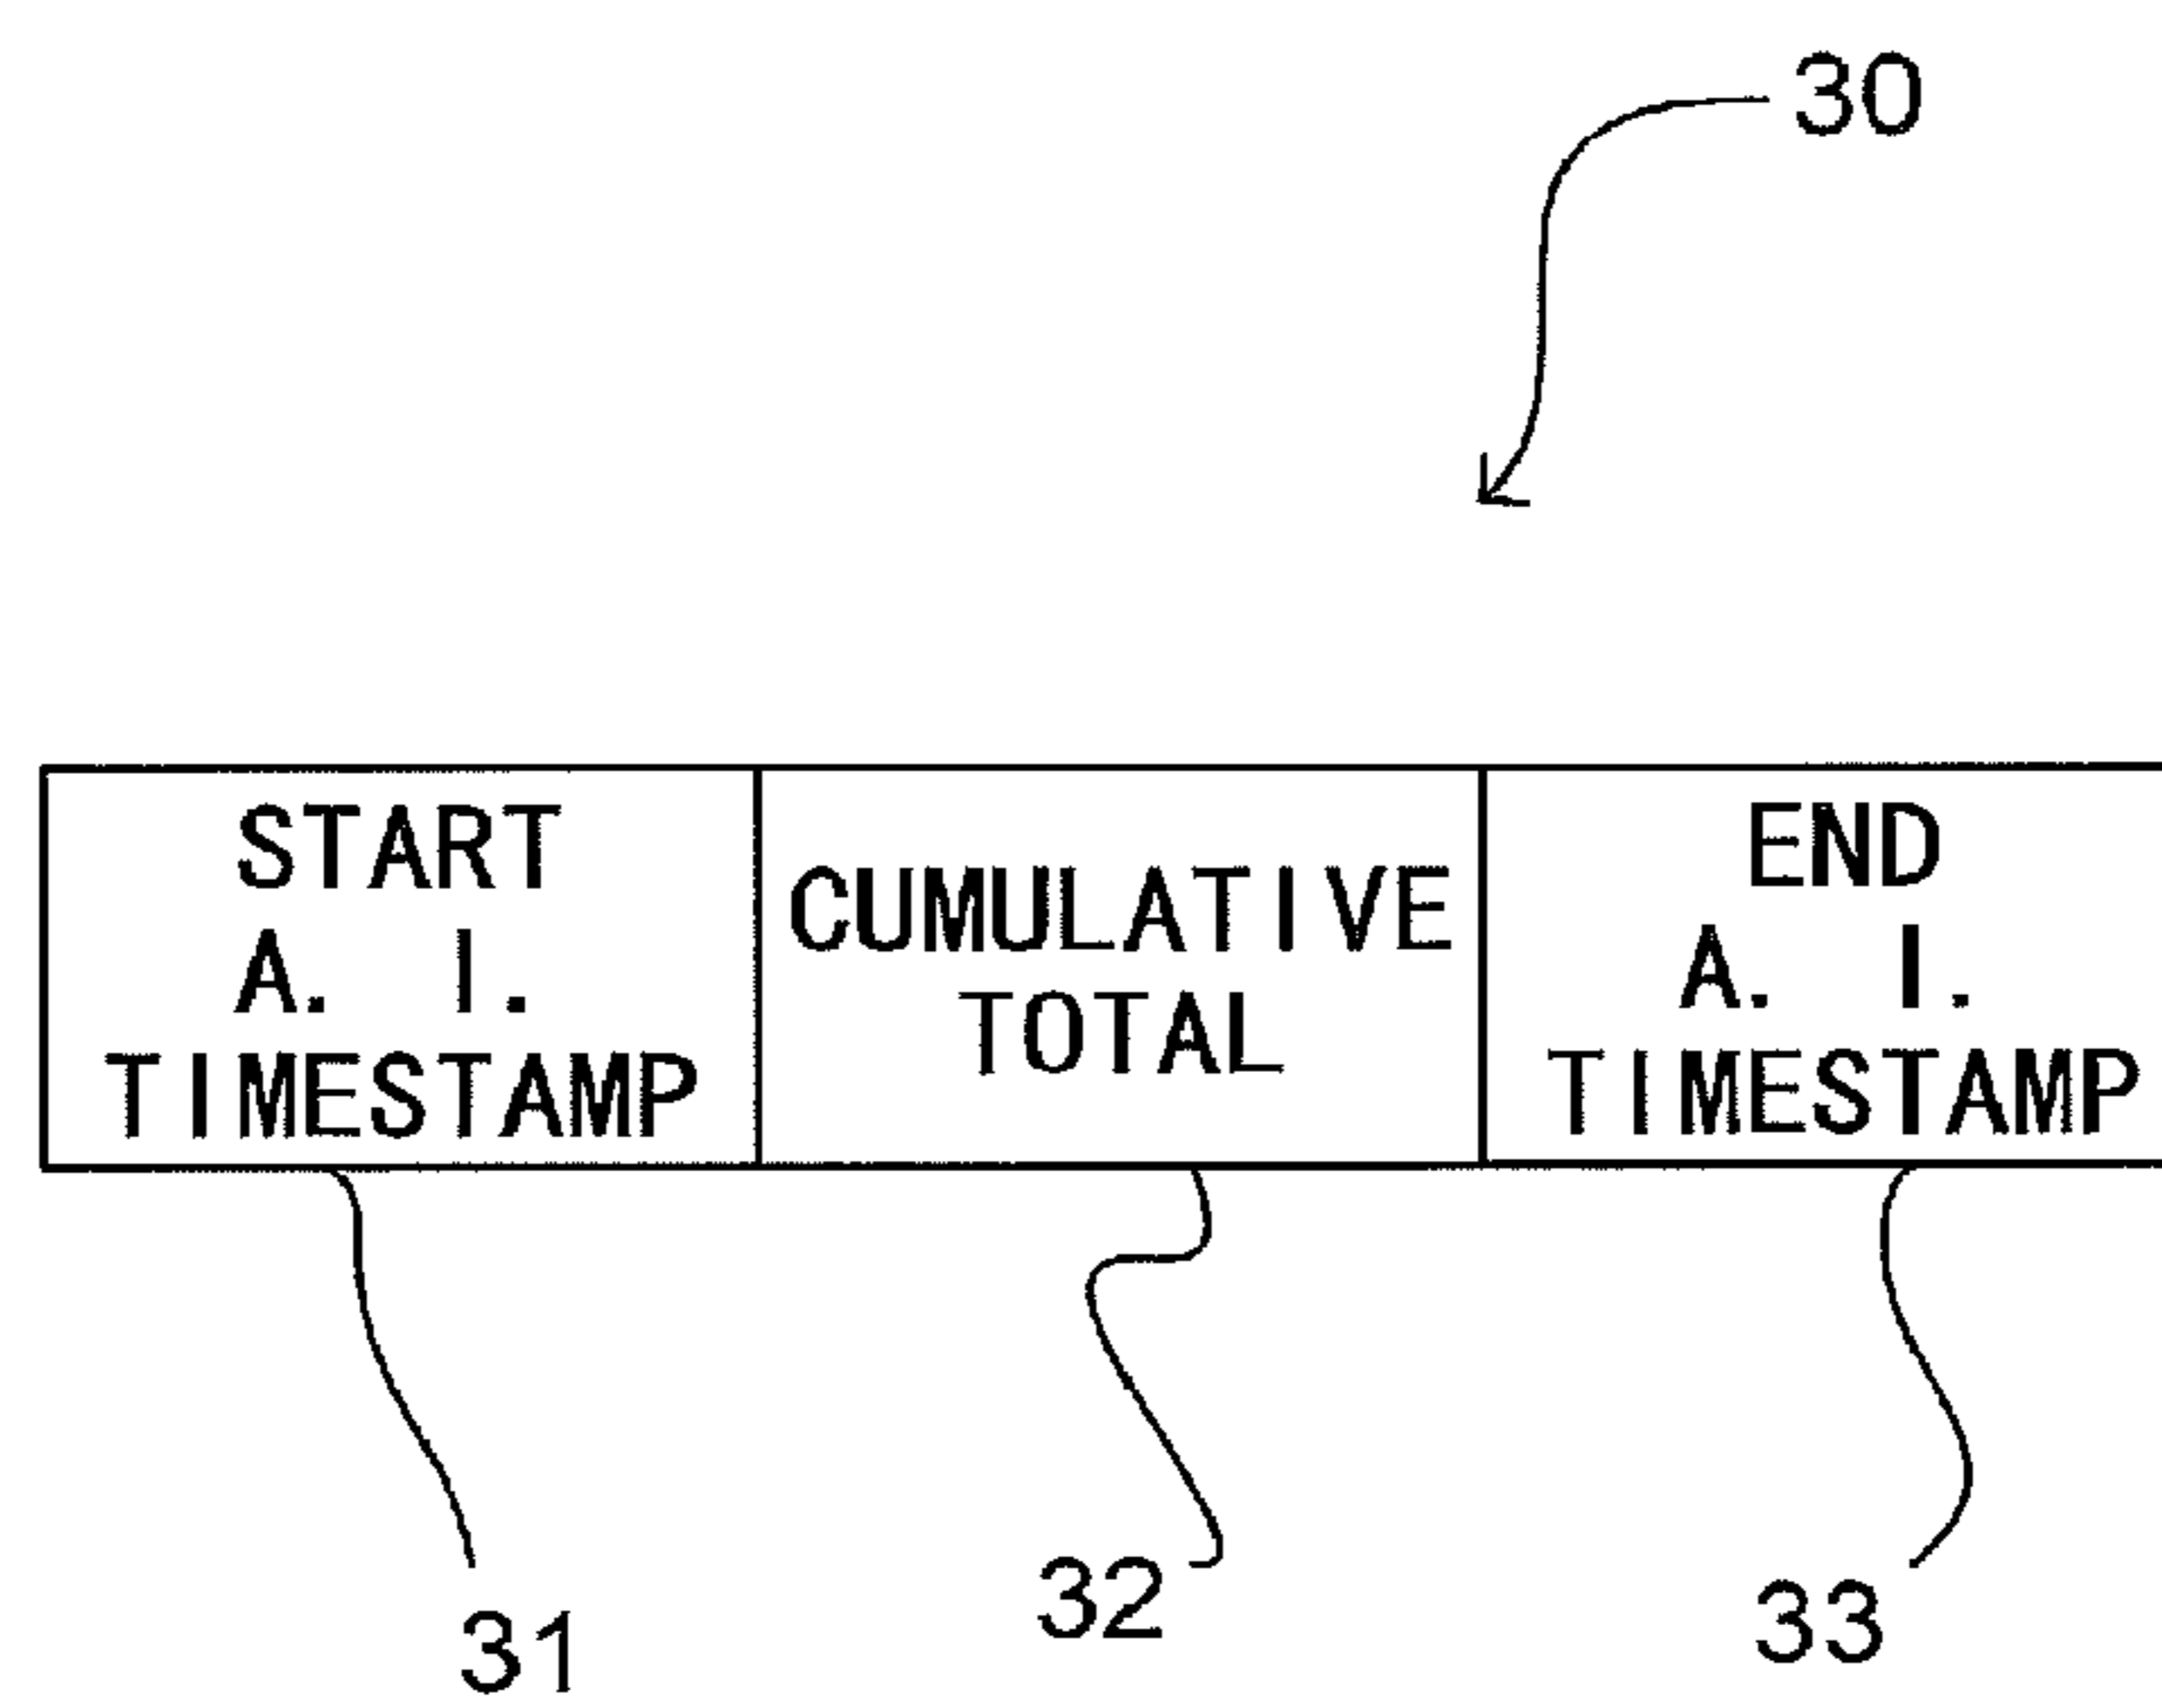 30
START
A. I.
TIMESTAMP
CUMULATIVE
TOTAL
END
A. I.
TIMESTAMP
31
32
33